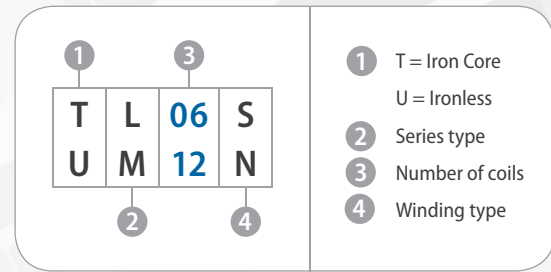 1 3
T L 06 S
U M 12 N
2 4
1 T = Iron Core
U = Ironless
2 Series type
3 Number of coils
4 Winding type